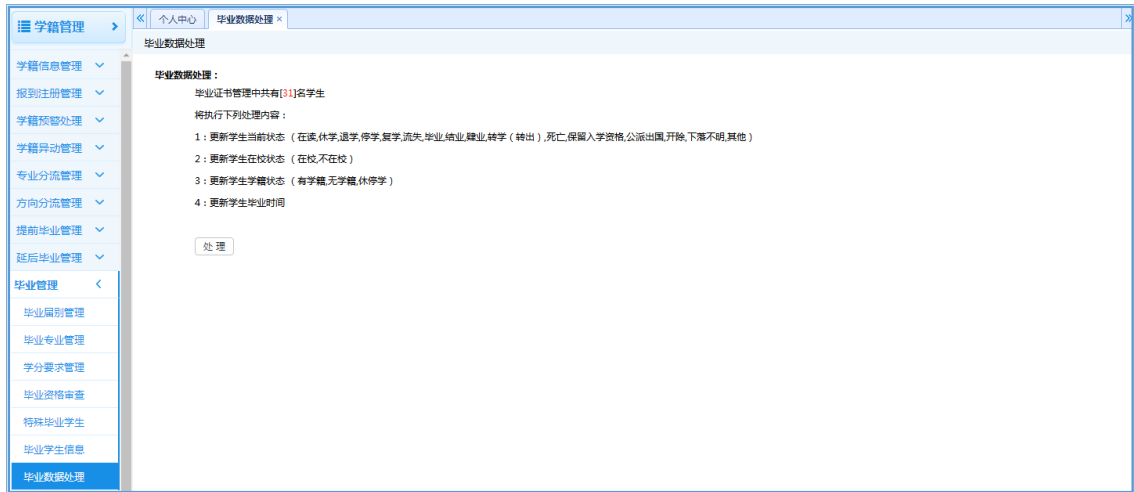 学籍管理
个人中心
毕业数据处理
毕业数据处理
学籍信息管理
报到注册管理
学籍预警处理
学籍异动管理
专业分流管理
方向分流管理
提前毕业管理
延后毕业管理
毕业管理
毕业届别管理
毕业专业管理
学分要求管理
毕业资格审查
特殊毕业学生
毕业学生信息
毕业数据处理
毕业数据处理：
毕业证书管理中共有[31]名学生
将执行下列处理内容：
1：更新学生当前状态 （在读,休学,退学,停学,复学,流失,毕业,结业,肄业,转学（转出）,死亡,保留入学资格,公派出国,开除,下落不明,其他）
2：更新学生在校状态 （在校,不在校）
3：更新学生学籍状态 （有学籍,无学籍,休停学）
4：更新学生毕业时间
处 理